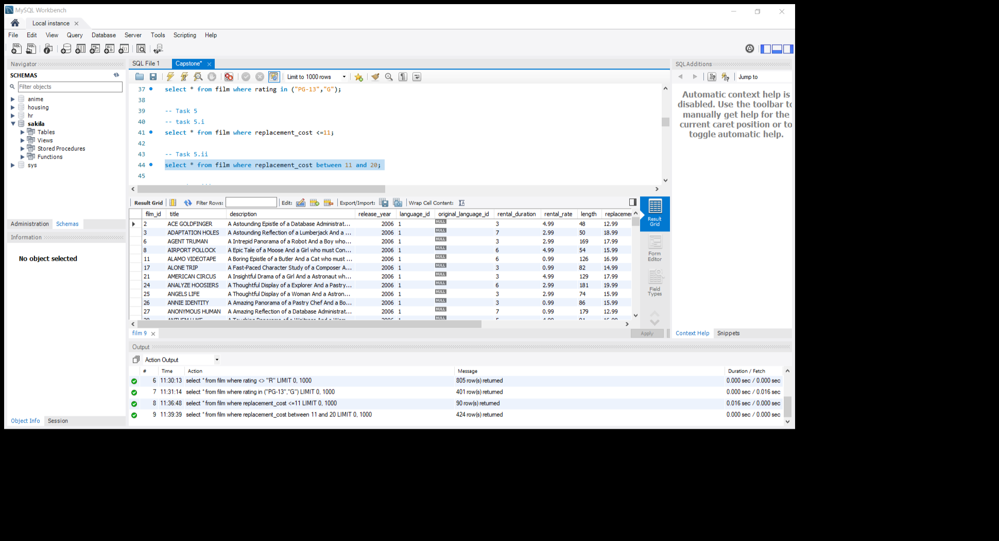 MySQL Workbench
Local instance
File Edit View Query Database Server Tools Scripting Help
Navigator
SCHEMAS
Filter objects
anime
housing
hr
sakila
Tables
Views
Stored Procedures
Functions
sys
Administration Schemas
Information
No object selected
Object Info Session
SQL File 1 Capstone*
Limit to 1000 rows
37 select * from film where rating in ("PG-13","G");
38
39 -- Task 5
40 -- task 5.i
41 select * from film where replacement_cost <=11;
42
43 -- Task 5.ii
44 select * from film where replacement_cost between 11 and 20;
45
Result Grid Filter Rows: Edit: Export/Import: Wrap Cell Content:
film_id title description release_year language_id original_language_id rental_duration rental_rate length replaceme
2 ACE GOLDFINGER A Astounding Epistle of a Database Administrat... 2006 1 NULL 3 4.99 48 12.99
3 ADAPTATION HOLES A Astounding Reflection of a Lumberjack And a ... 2006 1 NULL 7 2.99 50 18.99
6 AGENT TRUMAN A Intrepid Panorama of a Robot And a Boy who... 2006 1 NULL 3 2.99 169 17.99
8 AIRPORT POLLOCK A Epic Tale of a Moose And a Girl who must Con... 2006 1 NULL 6 4.99 54 15.99
11 ALAMO VIDEOTAPE A Boring Epistle of a Butler And a Cat who must ... 2006 1 NULL 6 0.99 126 16.99
17 ALONE TRIP A Fast-Paced Character Study of a Composer A... 2006 1 NULL 3 0.99 82 14.99
21 AMERICAN CIRCUS A Insightful Drama of a Girl And a Astronaut wh... 2006 1 NULL 3 4.99 129 17.99
24 ANALYZE HOOSIERS A Thoughtful Display of a Explorer And a Pastry... 2006 1 NULL 6 2.99 181 19.99
25 ANGELS LIFE A Thoughtful Display of a Woman And a Astron... 2006 1 NULL 3 2.99 74 15.99
26 ANNIE IDENTITY A Amazing Panorama of a Pastry Chef And a Bo... 2006 1 NULL 3 0.99 86 15.99
27 ANONYMOUS HUMAN A Amazing Reflection of a Database Administrat... 2006 1 NULL 7 0.99 179 12.99
Result Grid
Form Editor
Field Types
film 9
Apply
Output
Action Output
# Time Action Message Duration / Fetch
6 11:30:13 select * from film where rating <> "R" LIMIT 0, 1000 805 row(s) returned 0.000 sec / 0.000 sec
7 11:31:14 select * from film where rating in ("PG-13","G") LIMIT 0, 1000 401 row(s) returned 0.000 sec / 0.016 sec
8 11:36:48 select * from film where replacement_cost <=11 LIMIT 0, 1000 90 row(s) returned 0.016 sec / 0.000 sec
9 11:39:39 select * from film where replacement_cost between 11 and 20 LIMIT 0, 1000 424 row(s) returned 0.000 sec / 0.000 sec
SQLAdditions
Jump to
Automatic context help is
disabled. Use the toolbar to
manually get help for the
current caret position or to
toggle automatic help.
Context Help Snippets